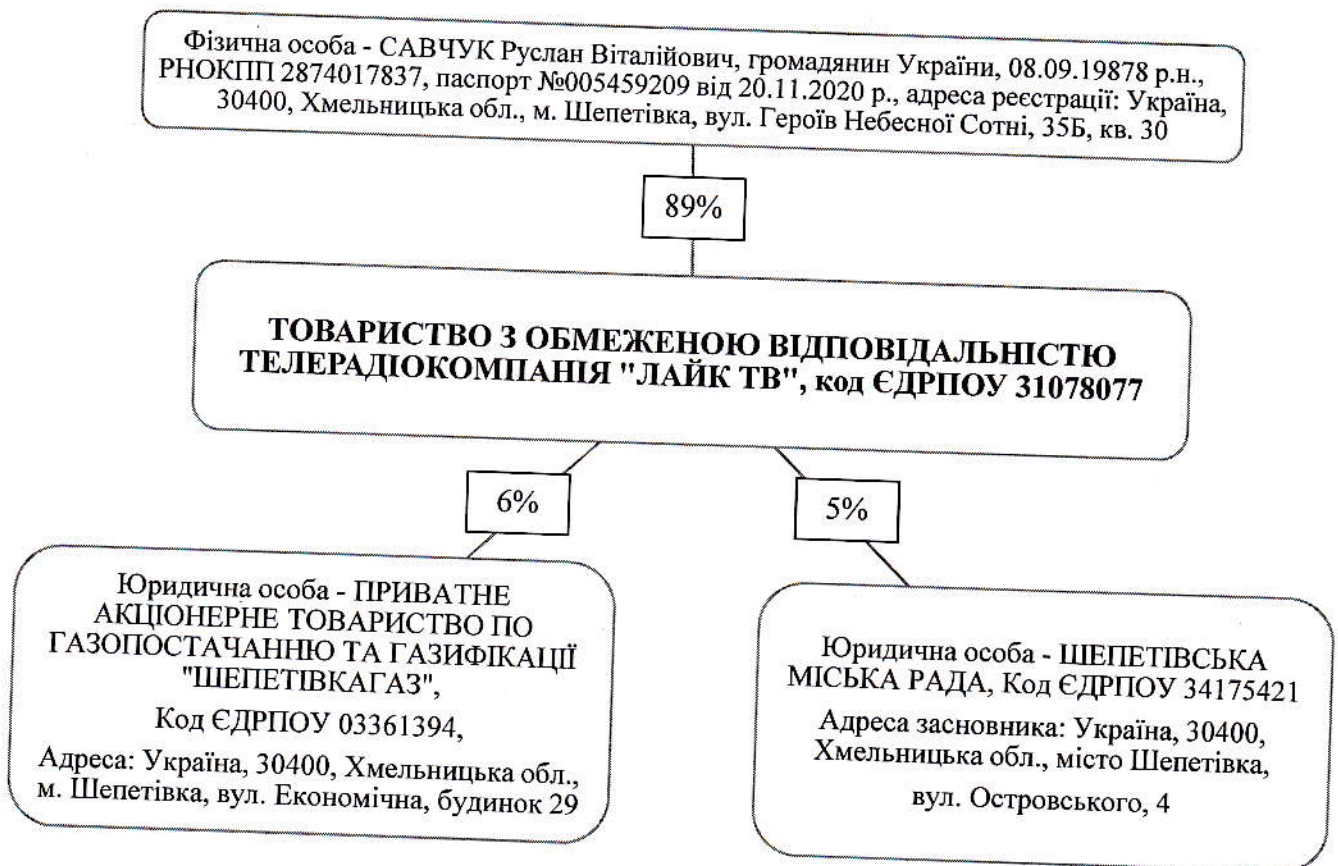 Фізична особа - САВЧУК Руслан Віталійович, громадянин України, 08.09.19878 р.н.,
РНОКПП 2874017837, паспорт №005459209 від 20.11.2020 р., адреса реєстрації: Україна,
30400, Хмельницька обл., м. Шепетівка, вул. Героїв Небесної Сотні, 35Б, кв. 30
89%
ТОВАРИСТВО З ОБМЕЖЕНОЮ ВІДПОВІДАЛЬНІСТЮ
ТЕЛЕРАДІОКОМПАНІЯ "ЛАЙК ТВ", код ЄДРПОУ 31078077
6%
5%
Юридична особа - ПРИВАТНЕ
АКЦІОНЕРНЕ ТОВАРИСТВО ПО
ГАЗОПОСТАЧАННЮ ТА ГАЗИФІКАЦІЇ
"ШЕПЕТІВКАГАЗ",
Код ЄДРПОУ 03361394,
Адреса: Україна, 30400, Хмельницька обл.,
м. Шепетівка, вул. Економічна, будинок 29
Юридична особа - ШЕПЕТІВСЬКА
МІСЬКА РАДА, Код ЄДРПОУ 34175421
Адреса засновника: Україна, 30400,
Хмельницька обл., місто Шепетівка,
вул. Островського, 4